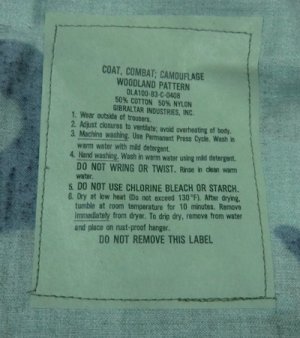 COAT, COMBAT; CAMOUFLAGE
WOODLAND PATTERN
DLA100-83-C-0408
50% COTTON 50% NYLON
GIBRALTAR INDUSTRIES, INC.
1. Wear outside of trousers.
2. Adjust closures to ventilate; avoid overheating of body.
3. Machine washing. Use Permanent Press Cycle. Wash in
warm water with mild detergent.
4. Hand washing. Wash in warm water using mild detergent.
DO NOT WRING OR TWIST. Rinse in clean warm
water.
5. DO NOT USE CHLORINE BLEACH OR STARCH.
6. Dry at low heat (Do not exceed 130°F). After drying,
tumble at room temperature for 10 minutes. Remove
immediately from dryer. To drip dry, remove from water
and place on rust-proof hanger.
DO NOT REMOVE THIS LABEL